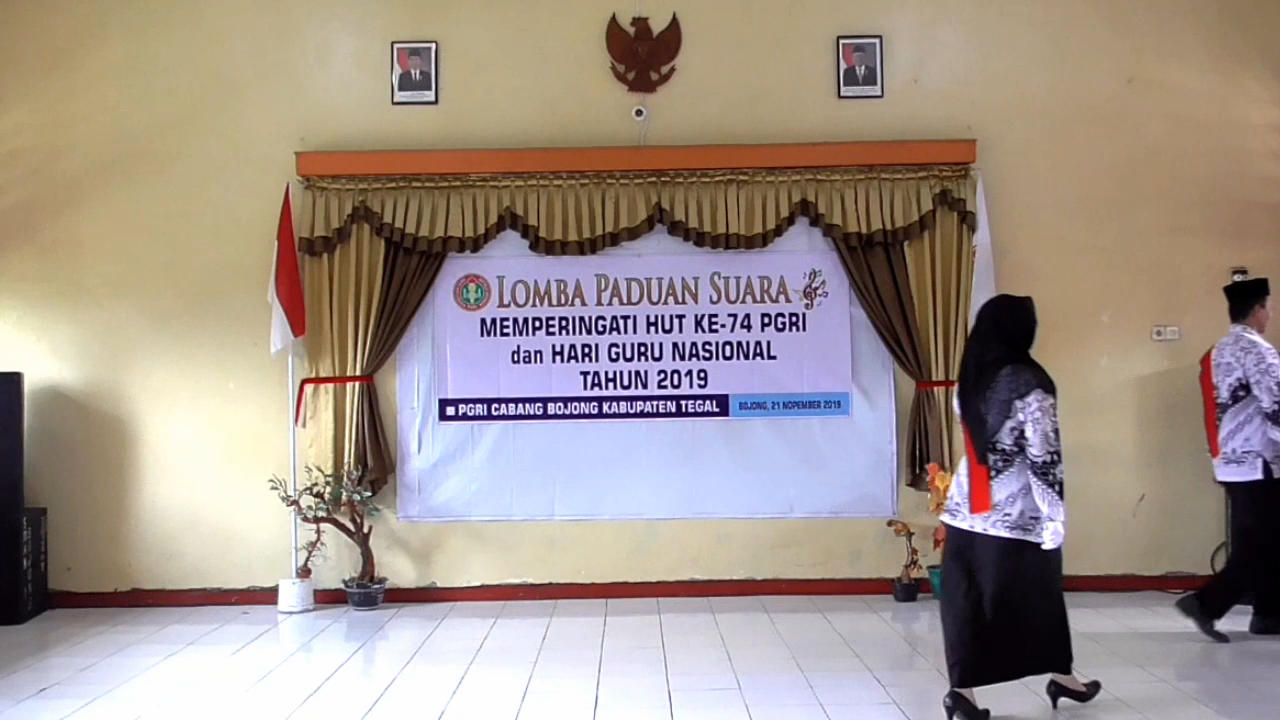 LOMBA PADUAN SUARA
MEMPERINGATI HUT KE-74 PGRI
dan HARI GURU NASIONAL
TAHUN 2019
PGRI CABANG BOJONG KABUPATEN TEGAL
BOJONG, 21 NOPEMBER 2019